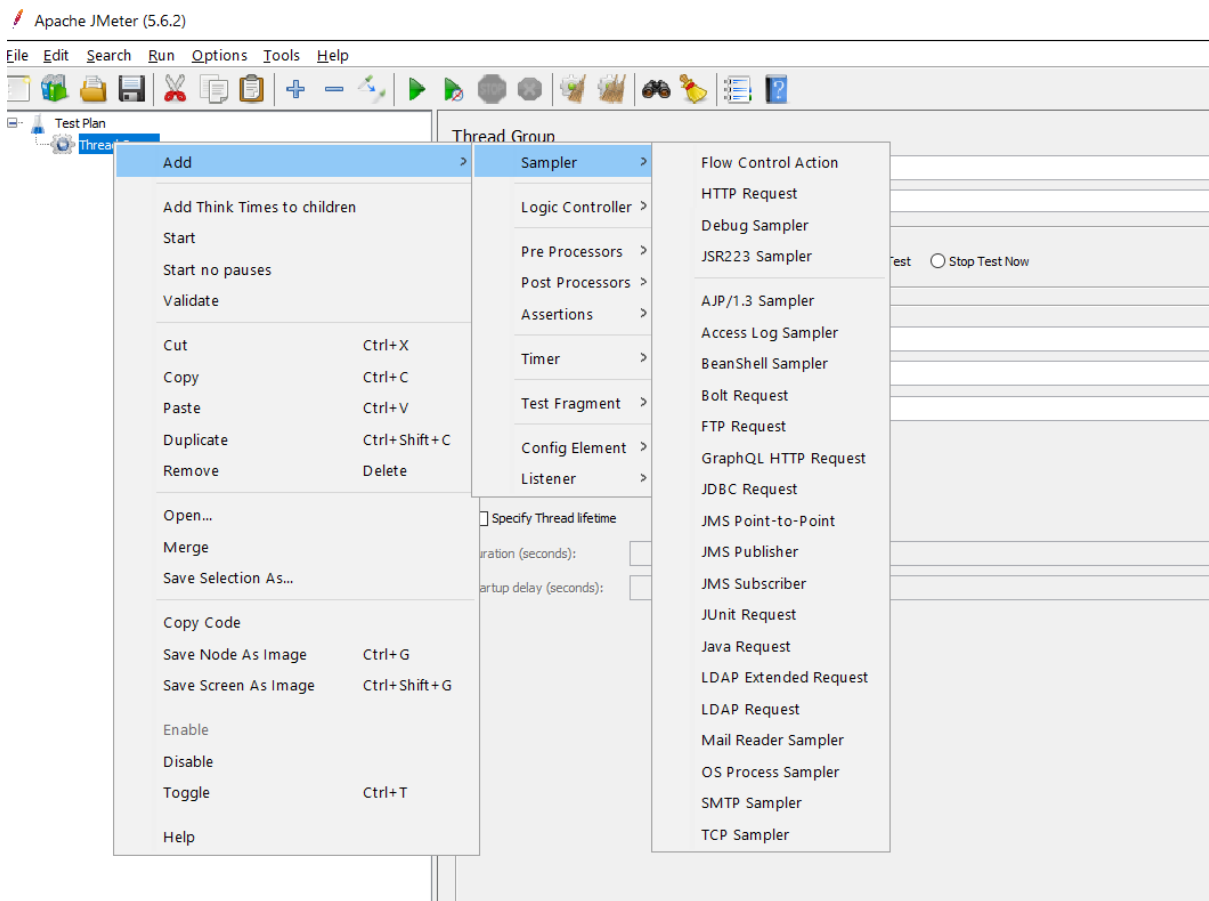 Apache JMeter (5.6.2)
File Edit Search Run Options Tools Help
STOP
?
Test Plan
Thread Group
Add >
Add Think Times to children
Start
Start no pauses
Validate
Cut Ctrl+X
Copy Ctrl+C
Paste Ctrl+V
Duplicate Ctrl+Shift+C
Remove Delete
Open...
Merge
Save Selection As...
Copy Code
Save Node As Image Ctrl+G
Save Screen As Image Ctrl+Shift+G
Enable
Disable
Toggle Ctrl+T
Help
Sampler >
Logic Controller >
Pre Processors >
Post Processors >
Assertions >
Timer >
Test Fragment >
Config Element >
Listener >
Flow Control Action
HTTP Request
Debug Sampler
JSR223 Sampler
AJP/1.3 Sampler
Access Log Sampler
BeanShell Sampler
Bolt Request
FTP Request
GraphQL HTTP Request
JDBC Request
JMS Point-to-Point
JMS Publisher
JMS Subscriber
JUnit Request
Java Request
LDAP Extended Request
LDAP Request
Mail Reader Sampler
OS Process Sampler
SMTP Sampler
TCP Sampler
Stop Test Now
Specify Thread lifetime
(seconds):
delay (seconds):